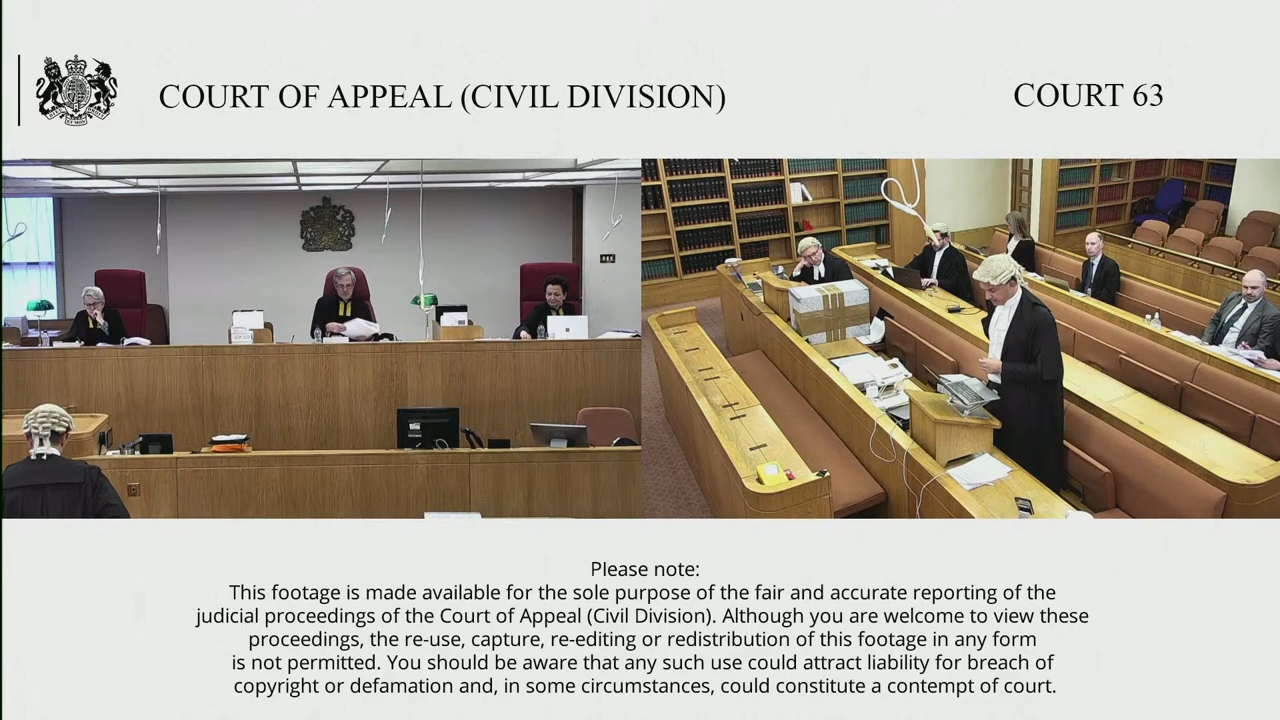 COURT OF APPEAL (CIVIL DIVISION)
COURT 63
Please note:
This footage is made available for the sole purpose of the fair and accurate reporting of the
judicial proceedings of the Court of Appeal (Civil Division). Although you are welcome to view these
proceedings, the re-use, capture, re-editing or redistribution of this footage in any form
is not permitted. You should be aware that any such use could attract liability for breach of
copyright or defamation and, in some circumstances, could constitute a contempt of court.